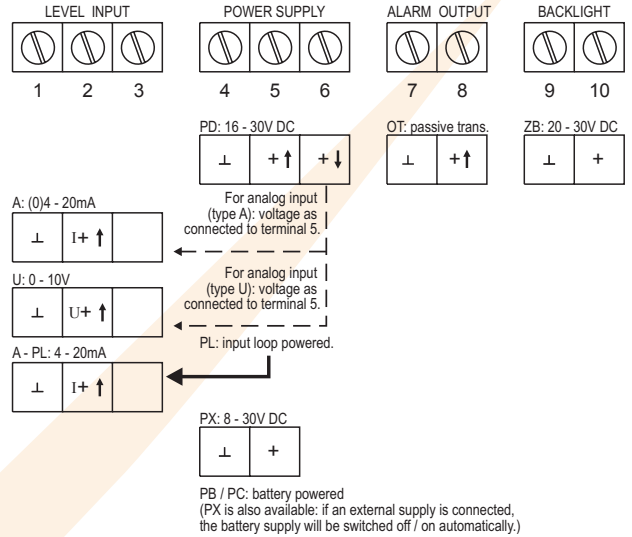 LEVEL INPUT
POWER SUPPLY
ALARM OUTPUT
BACKLIGHT
1 2 3
4 5 6
7 8
9 10
PD: 16 - 30V DC
OT: passive trans.
ZB: 20 - 30V DC
⊥ +↑ +↓
⊥ +↑
⊥ +
For analog input
(type A): voltage as
connected to terminal 5.
A: (0)4 - 20mA
⊥ I+ ↑
For analog input
(type U): voltage as
connected to terminal 5.
U: 0 - 10V
⊥ U+ ↑
PL: input loop powered.
A - PL: 4 - 20mA
⊥ I+ ↑
PX: 8 - 30V DC
⊥ +
PB / PC: battery powered
(PX is also available: if an external supply is connected,
the battery supply will be switched off / on automatically.)